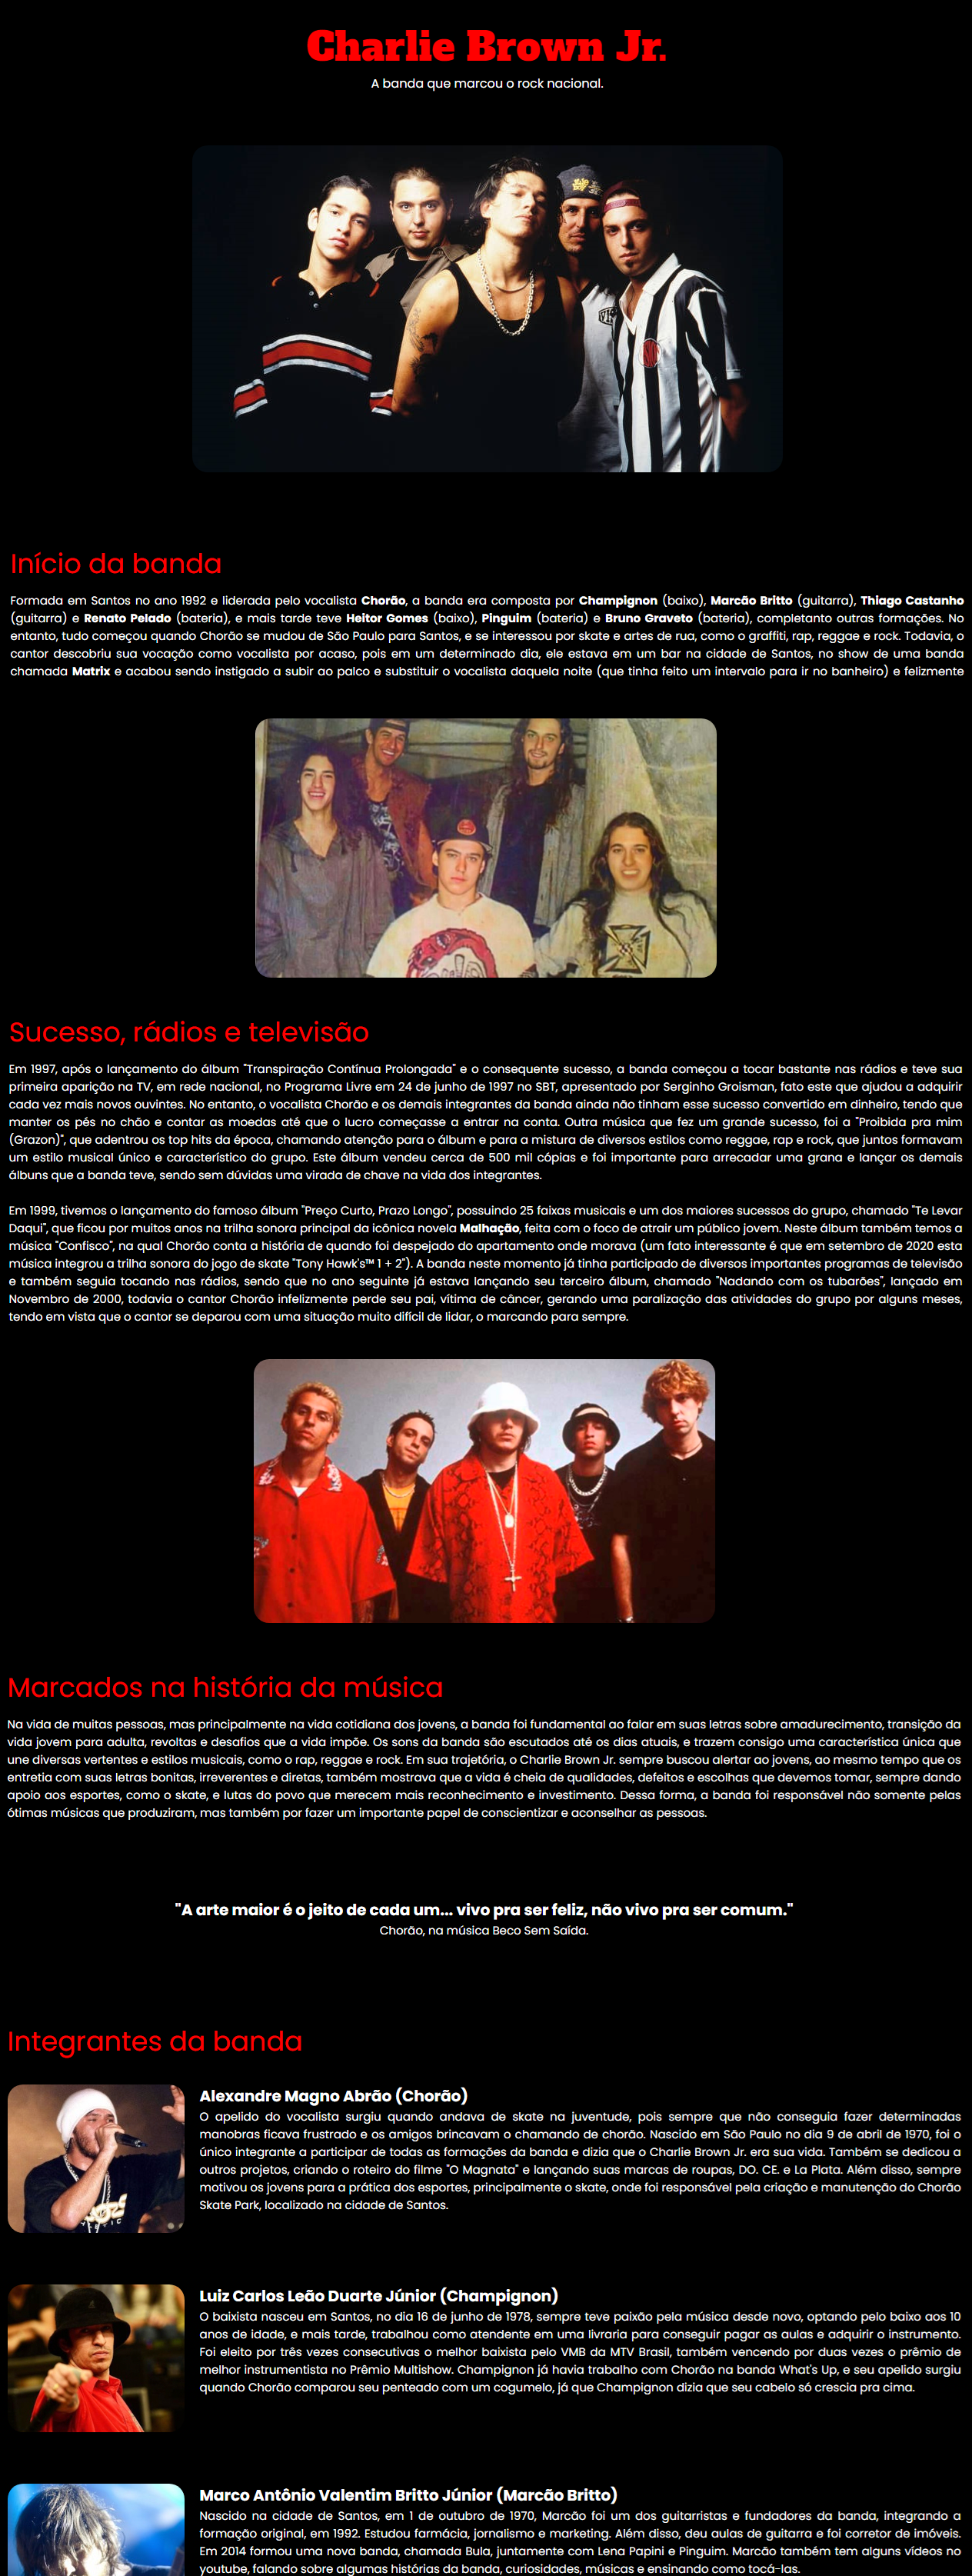 Charlie Brown Jr.
A banda que marcou o rock nacional.
Início da banda
Formada em Santos no ano 1992 e liderada pelo vocalista Chorão, a banda era composta por Champignon (baixo), Marcão Britto (guitarra), Thiago Castanho
(guitarra) e Renato Pelado (bateria), e mais tarde teve Heitor Gomes (baixo), Pinguim (bateria) e Bruno Graveto (bateria), completanto outras formações. No
entanto, tudo começou quando Chorão se mudou de São Paulo para Santos, e se interessou por skate e artes de rua, como o graffiti, rap, reggae e rock. Todavia, o
cantor descobriu sua vocação como vocalista por acaso, pois em um determinado dia, ele estava em um bar na cidade de Santos, no show de uma banda
chamada Matrix e acabou sendo instigado a subir ao palco e substituir o vocalista daquela noite (que tinha feito um intervalo para ir no banheiro) e felizmente
Sucesso, rádios e televisão
Em 1997, após o lançamento do álbum "Transpiração Contínua Prolongada" e o consequente sucesso, a banda começou a tocar bastante nas rádios e teve sua
primeira aparição na TV, em rede nacional, no Programa Livre em 24 de junho de 1997 no SBT, apresentado por Serginho Groisman, fato este que ajudou a adquirir
cada vez mais novos ouvintes. No entanto, o vocalista Chorão e os demais integrantes da banda ainda não tinham esse sucesso convertido em dinheiro, tendo que
manter os pés no chão e contar as moedas até que o lucro começasse a entrar na conta. Outra música que fez um grande sucesso, foi a "Proibida pra mim
(Grazon)", que adentrou os top hits da época, chamando atenção para o álbum e para a mistura de diversos estilos como reggae, rap e rock, que juntos formavam
um estilo musical único e característico do grupo. Este álbum vendeu cerca de 500 mil cópias e foi importante para arrecadar uma grana e lançar os demais
álbuns que a banda teve, sendo sem dúvidas uma virada de chave na vida dos integrantes.
Em 1999, tivemos o lançamento do famoso álbum "Preço Curto, Prazo Longo", possuindo 25 faixas musicais e um dos maiores sucessos do grupo, chamado "Te Levar
Daqui", que ficou por muitos anos na trilha sonora principal da icônica novela Malhação, feita com o foco de atrair um público jovem. Neste álbum também temos a
música "Confisco", na qual Chorão conta a história de quando foi despejado do apartamento onde morava (um fato interessante é que em setembro de 2020 esta
música integrou a trilha sonora do jogo de skate "Tony Hawk's™ 1 + 2"). A banda neste momento já tinha participado de diversos importantes programas de televisão
e também seguia tocando nas rádios, sendo que no ano seguinte já estava lançando seu terceiro álbum, chamado "Nadando com os tubarões", lançado em
Novembro de 2000, todavia o cantor Chorão infelizmente perde seu pai, vítima de câncer, gerando uma paralização das atividades do grupo por alguns meses,
tendo em vista que o cantor se deparou com uma situação muito difícil de lidar, o marcando para sempre.
Marcados na história da música
Na vida de muitas pessoas, mas principalmente na vida cotidiana dos jovens, a banda foi fundamental ao falar em suas letras sobre amadurecimento, transição da
vida jovem para adulta, revoltas e desafios que a vida impõe. Os sons da banda são escutados até os dias atuais, e trazem consigo uma característica única que
une diversas vertentes e estilos musicais, como o rap, reggae e rock. Em sua trajetória, o Charlie Brown Jr. sempre buscou alertar ao jovens, ao mesmo tempo que os
entretia com suas letras bonitas, irreverentes e diretas, também mostrava que a vida é cheia de qualidades, defeitos e escolhas que devemos tomar, sempre dando
apoio aos esportes, como o skate, e lutas do povo que merecem mais reconhecimento e investimento. Dessa forma, a banda foi responsável não somente pelas
ótimas músicas que produziram, mas também por fazer um importante papel de conscientizar e aconselhar as pessoas.
"A arte maior é o jeito de cada um... vivo pra ser feliz, não vivo pra ser comum."
Chorão, na música Beco Sem Saída.
Integrantes da banda
Alexandre Magno Abrão (Chorão)
O apelido do vocalista surgiu quando andava de skate na juventude, pois sempre que não conseguia fazer determinadas
manobras ficava frustrado e os amigos brincavam o chamando de chorão. Nascido em São Paulo no dia 9 de abril de 1970, foi o
único integrante a participar de todas as formações da banda e dizia que o Charlie Brown Jr. era sua vida. Também se dedicou a
outros projetos, criando o roteiro do filme "O Magnata" e lançando suas marcas de roupas, DO. CE. e La Plata. Além disso, sempre
motivou os jovens para a prática dos esportes, principalmente o skate, onde foi responsável pela criação e manutenção do Chorão
Skate Park, localizado na cidade de Santos.
Luiz Carlos Leão Duarte Júnior (Champignon)
O baixista nasceu em Santos, no dia 16 de junho de 1978, sempre teve paixão pela música desde novo, optando pelo baixo aos 10
anos de idade, e mais tarde, trabalhou como atendente em uma livraria para conseguir pagar as aulas e adquirir o instrumento.
Foi eleito por três vezes consecutivas o melhor baixista pelo VMB da MTV Brasil, também vencendo por duas vezes o prêmio de
melhor instrumentista no Prêmio Multishow. Champignon já havia trabalho com Chorão na banda What's Up, e seu apelido surgiu
quando Chorão comparou seu penteado com um cogumelo, já que Champignon dizia que seu cabelo só crescia pra cima.
Marco Antônio Valentim Britto Júnior (Marcão Britto)
Nascido na cidade de Santos, em 1 de outubro de 1970, Marcão foi um dos guitarristas e fundadores da banda, integrando a
formação original, em 1992. Estudou farmácia, jornalismo e marketing. Além disso, deu aulas de guitarra e foi corretor de imóveis.
Em 2014 formou uma nova banda, chamada Bula, juntamente com Lena Papini e Pinguim. Marcão também tem alguns vídeos no
youtube, falando sobre algumas histórias da banda, curiosidades, músicas e ensinando como tocá-las.